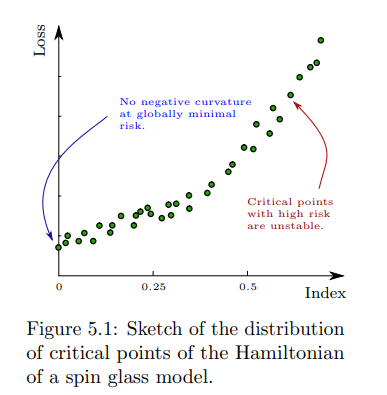 Loss
No negative curvature
at globally minimal
risk.
Critical points
with high risk
are unstable.
0
0.25
0.5
Index
Figure 5.1: Sketch of the distribution
of critical points of the Hamiltonian
of a spin glass model.